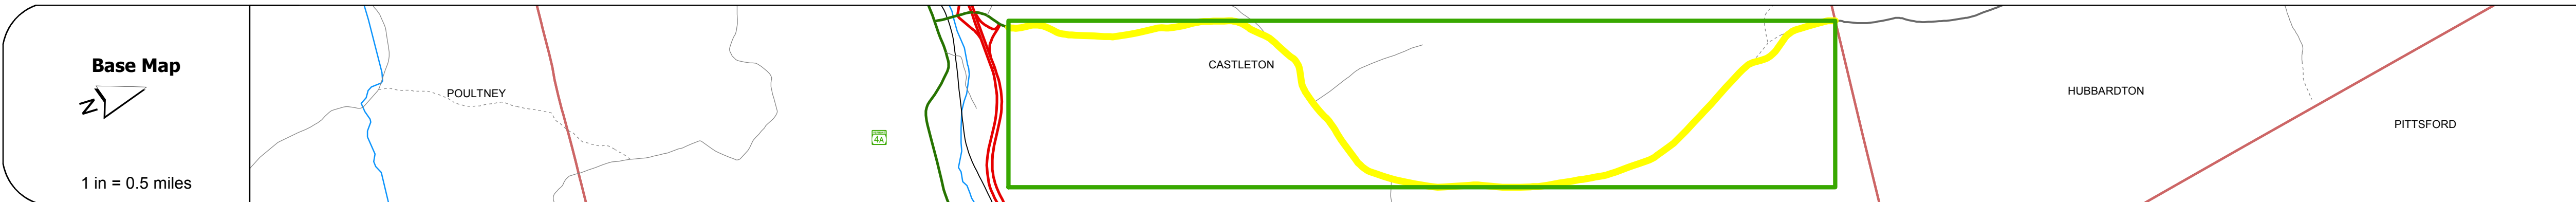 Base Map
N
1 in = 0.5 miles
POULTNEY
4A
CASTLETON
HUBBARDTON
PITTSFORD